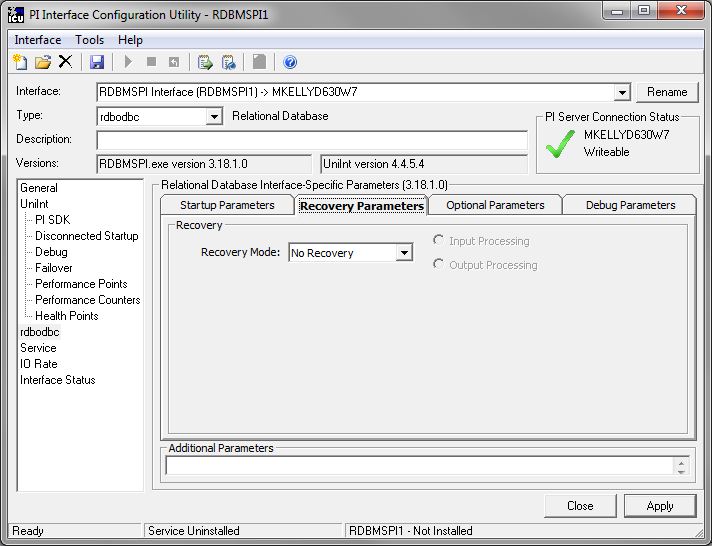 PI Interface Configuration Utility - RDBMSPI1
Interface Tools Help
Interface: RDBMSPI Interface (RDBMSPI1) -> MKELLYD630W7 Rename
Type: rdbodbc Relational Database
PI Server Connection Status
MKELLYD630W7
Writeable
Description:
Versions: RDBMSPI.exe version 3.18.1.0 UniInt version 4.4.5.4
General
UniInt
PI SDK
Disconnected Startup
Debug
Failover
Performance Points
Performance Counters
Health Points
rdbodbc
Service
IO Rate
Interface Status
Relational Database Interface-Specific Parameters (3.18.1.0)
Startup Parameters Recovery Parameters Optional Parameters Debug Parameters
Recovery
Recovery Mode: No Recovery
Input Processing
Output Processing
Additional Parameters
Close Apply
Ready Service Uninstalled RDBMSPI1 - Not Installed